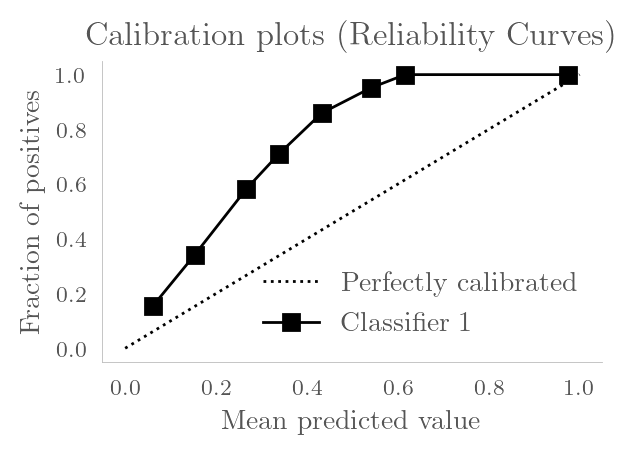 Calibration plots (Reliability Curves)
Fraction of positives
1.0
0.8
0.6
0.4
0.2
0.0
Perfectly calibrated
Classifier 1
0.0 0.2 0.4 0.6 0.8 1.0
Mean predicted value